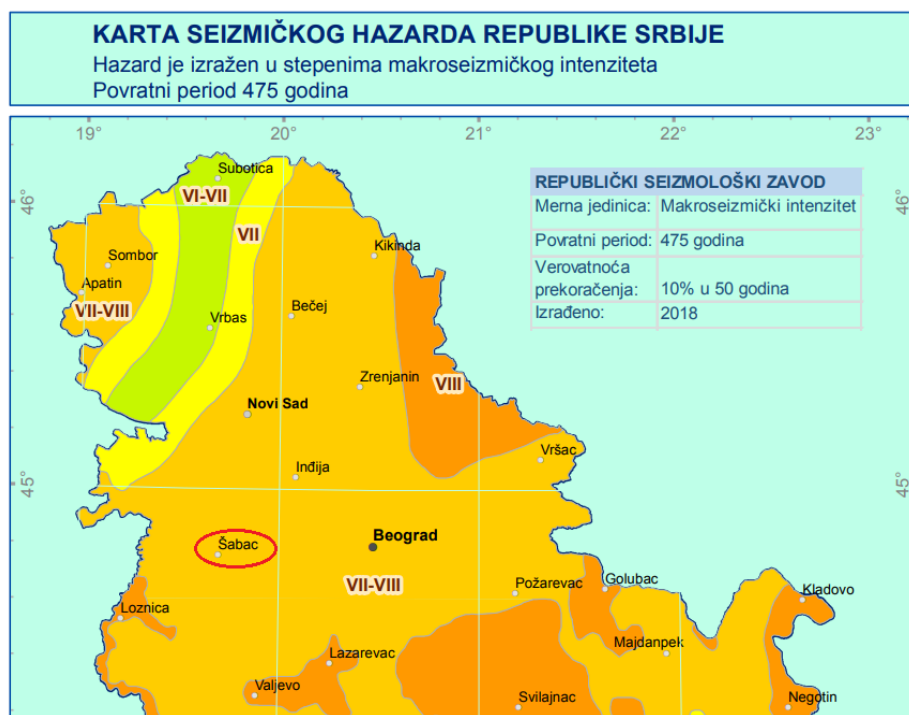 KARTA SEIZMIČKOG HAZARDA REPUBLIKE SRBIJE
Hazard je izražen u stepenima makroseizmičkog intenziteta
Povratni period 475 godina
19°
20°
21°
22°
23°
46°
46°
45°
45°
REPUBLIČKI SEIZMOLOŠKI ZAVOD
Merna jedinica: Makroseizmički intenzitet
Povratni period: 475 godina
Verovatnoća
prekoračenja: 10% u 50 godina
Izrađeno: 2018
Subotica
VI-VII
VII
Kikinda
Sombor
Apatin
VII-VIII
Bečej
Vrbas
Zrenjanin
VIII
Novi Sad
Vršac
Inđija
Beograd
Šabac
VII-VIII
Požarevac
Golubac
Kladovo
Loznica
Majdanpek
Lazarevac
Valjevo
Svilajnac
Negotin